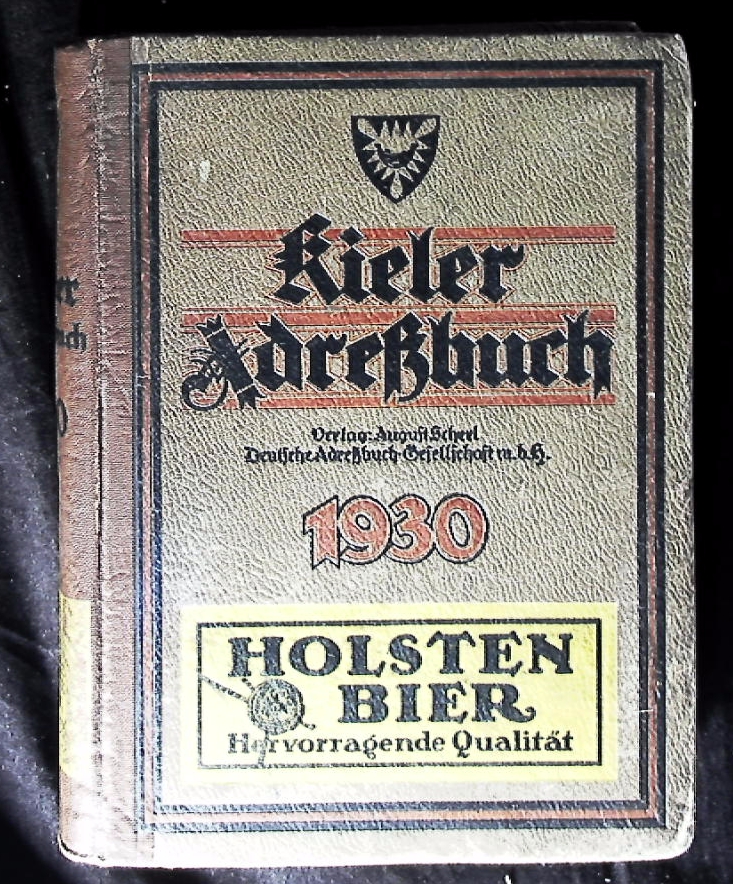 Kieler
Adreßbuch
Verlag: August Scherl
Deutsche Adreßbuch-Gesellschaft m.b.H.
1930
HOLSTEN
BIER
Hervorragende Qualität